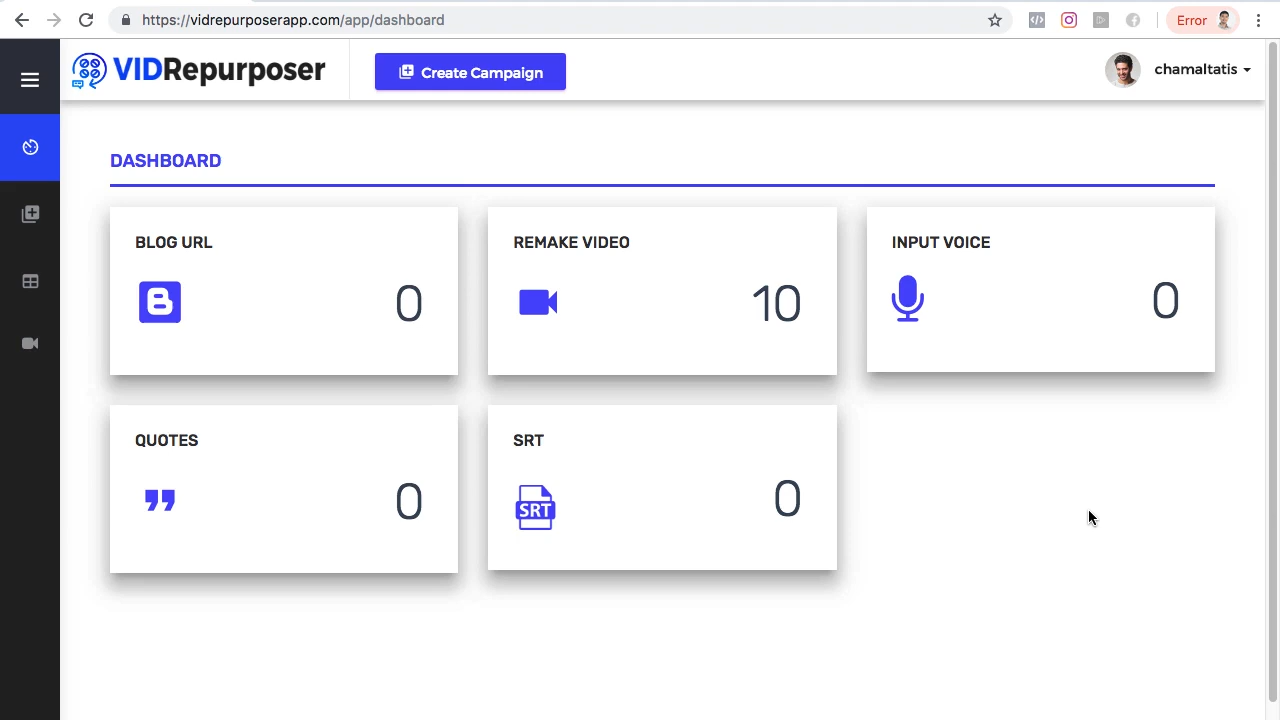 https://vidrepurposerapp.com/app/dashboard
Error
VIDRepurposer
Create Campaign
chamaltatis
DASHBOARD
BLOG URL
0
REMAKE VIDEO
10
INPUT VOICE
0
QUOTES
0
SRT
SRT
0